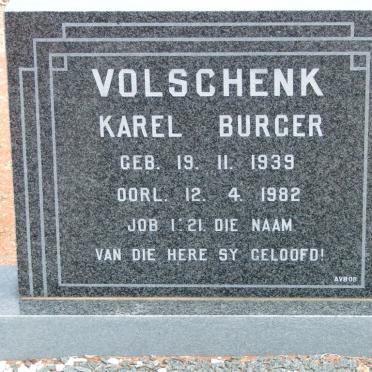 VOLSCHENK
KAREL BURGER
GEB. 19. 11. 1939
OORL. 12. 4. 1982
JOB 1:21. DIE NAAM
VAN DIE HERE SY GELOOFD!
AVBOB